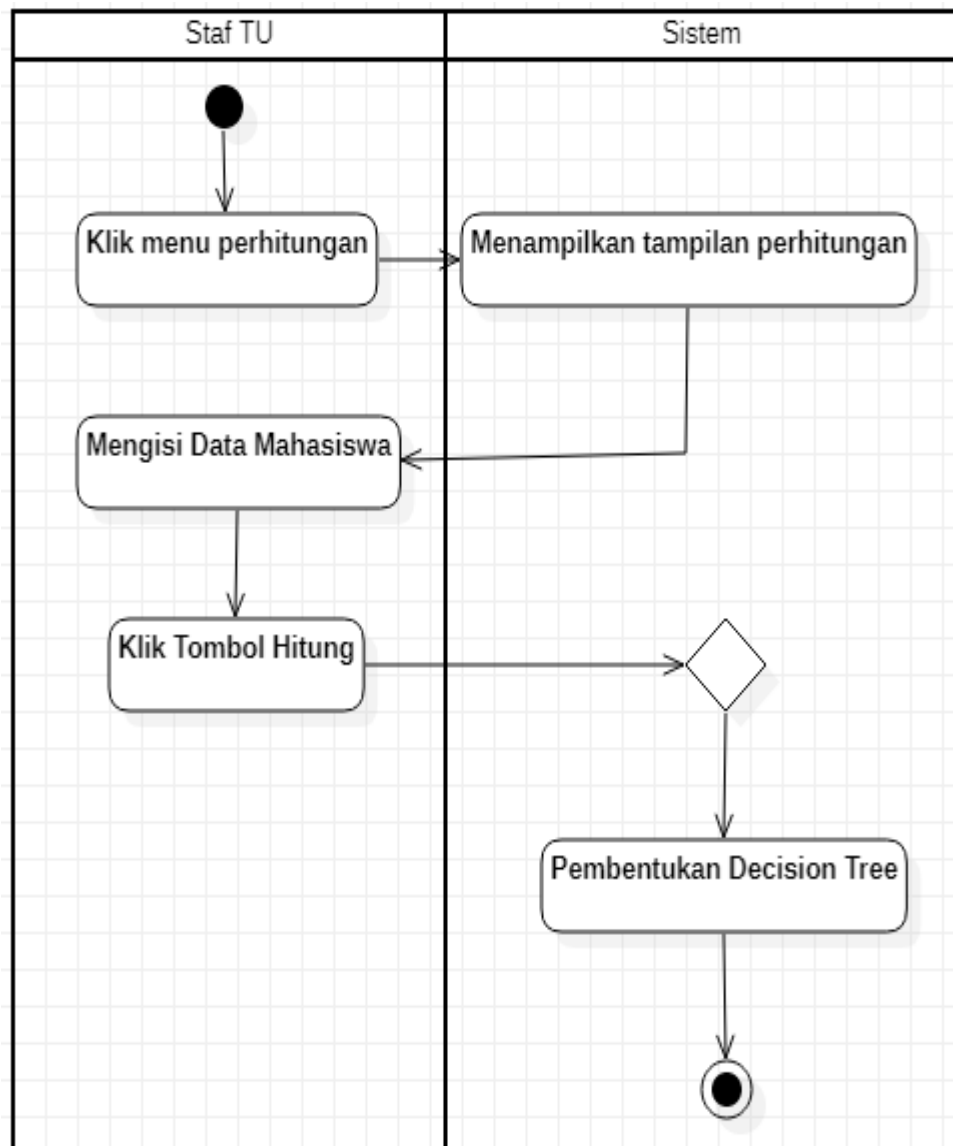 Staf TU
Sistem
Klik menu perhitungan
Menampilkan tampilan perhitungan
Mengisi Data Mahasiswa
Klik Tombol Hitung
Pembentukan Decision Tree